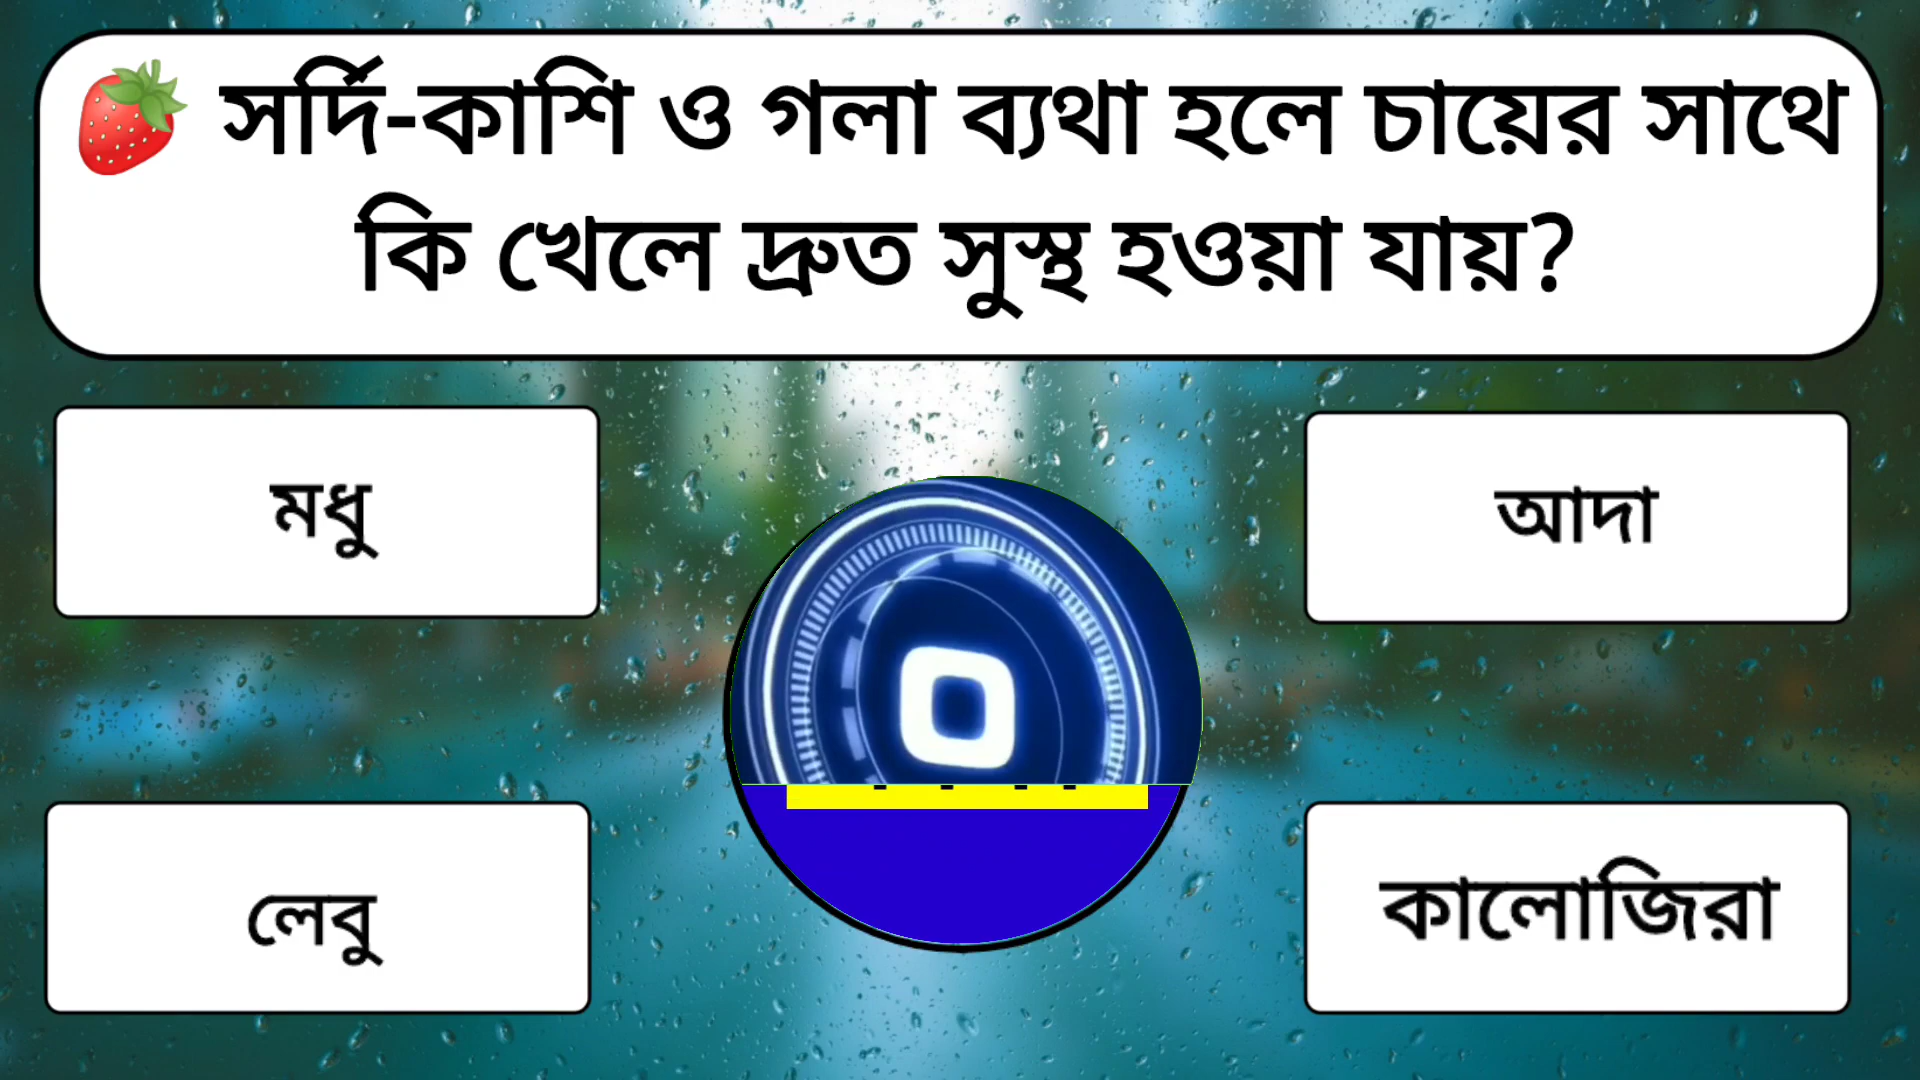 সর্দি-কাশি ও গলা ব্যথা হলে চায়ের সাথে
কি খেলে দ্রুত সুস্থ হওয়া যায়?
মধু
আদা
0
লেবু
কালোজিরা